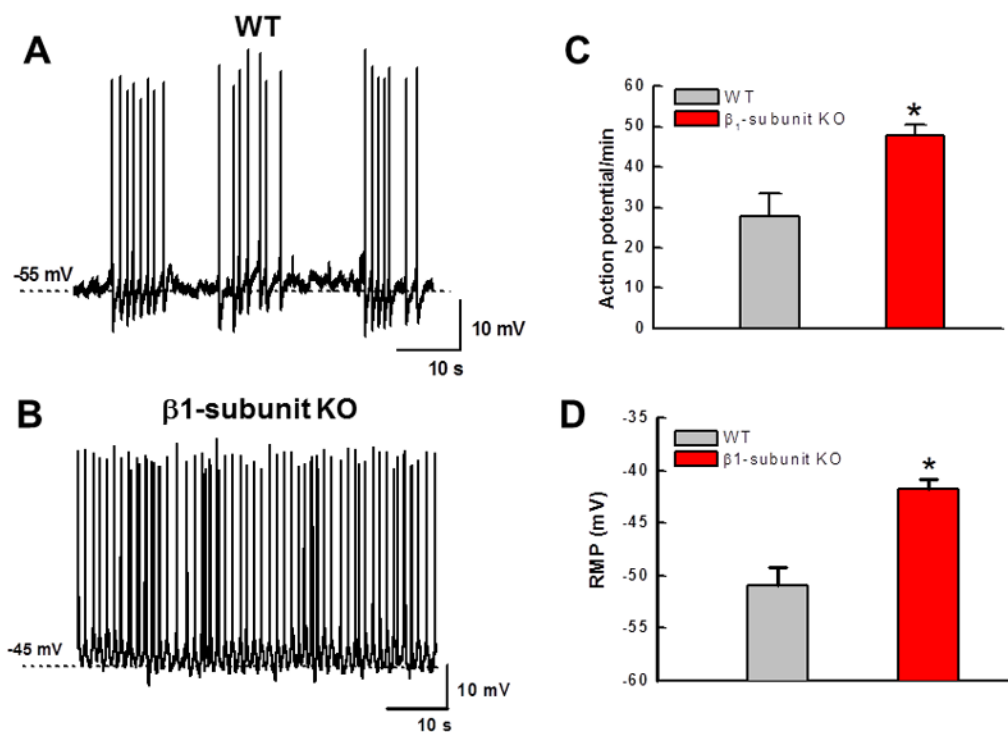 A
WT
-55 mV
10 mV
10 s
B
β1-subunit KO
-45 mV
10 mV
10 s
C
60
50
40
30
20
10
0
Action potential/min
WT
β₁-subunit KO
*
D
-35
-40
-45
-50
-55
-60
RMP (mV)
WT
β1-subunit KO
*